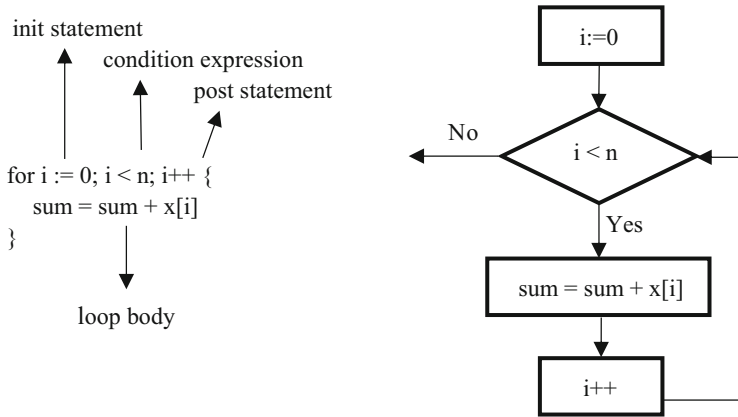 init statement
condition expression
post statement
for i := 0; i < n; i++ {
sum = sum + x[i]
}
loop body
i:=0
No
i < n
Yes
sum = sum + x[i]
i++